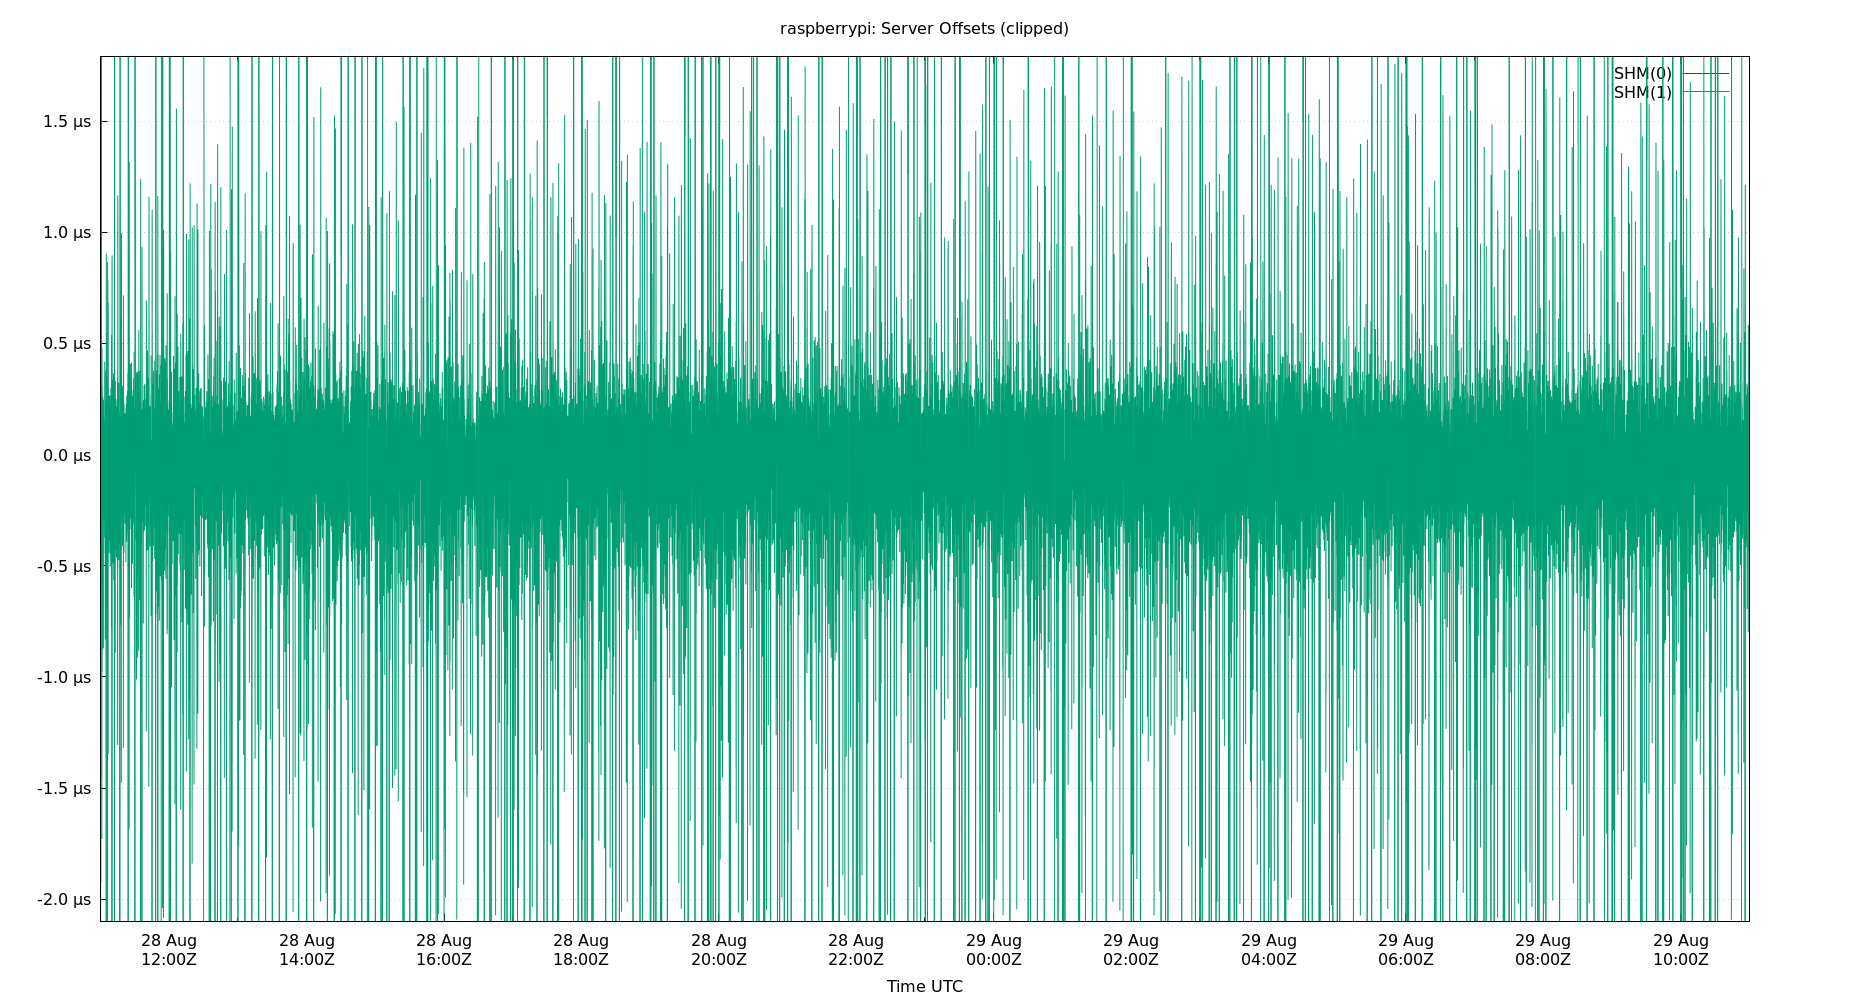 raspberrypi: Server Offsets (clipped)
SHM(0)
SHM(1)
1.5 µs
1.0 µs
0.5 µs
0.0 µs
-0.5 µs
-1.0 µs
-1.5 µs
-2.0 µs
28 Aug 28 Aug 28 Aug 28 Aug 28 Aug 28 Aug 29 Aug 29 Aug 29 Aug 29 Aug 29 Aug 29 Aug
12:00Z 14:00Z 16:00Z 18:00Z 20:00Z 22:00Z 00:00Z 02:00Z 04:00Z 06:00Z 08:00Z 10:00Z
Time UTC